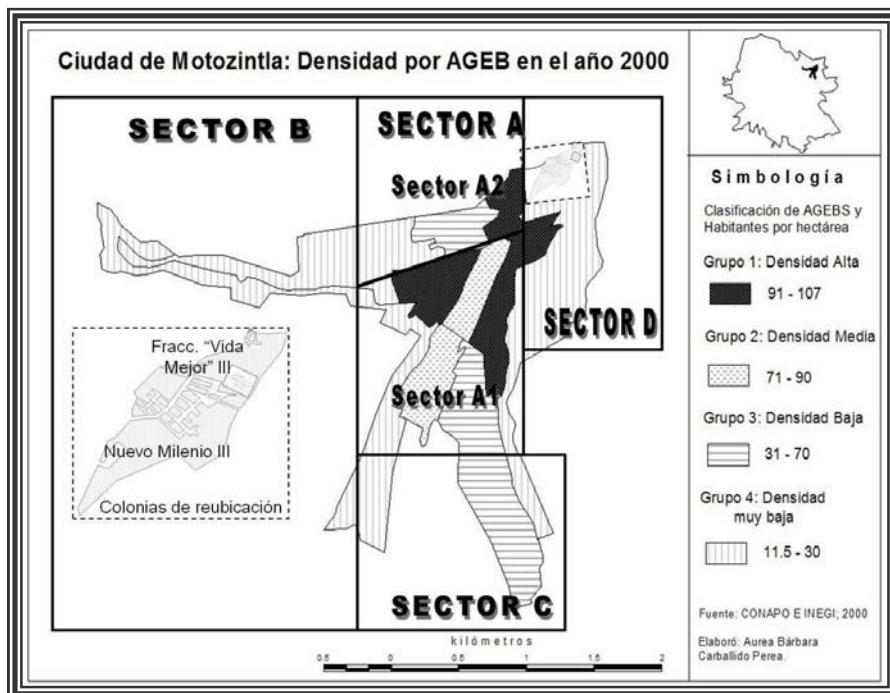 Ciudad de Motozintla: Densidad por AGEB en el año 2000
SECTOR B
SECTOR A
Sector A2
SECTOR D
Sector A1
SECTOR C
Fracc. "Vida
Mejor" III
Nuevo Milenio III
Colonias de reubicación
kilómetros
0.5 0 0.5 1 1.5 2
Simbología
Clasificación de AGEBS y
Habitantes por hectárea
Grupo 1: Densidad Alta
91 - 107
Grupo 2: Densidad Media
71 - 90
Grupo 3: Densidad Baja
31 - 70
Grupo 4: Densidad
muy baja
11.5 - 30
Fuente: CONAPO E INEGI; 2000
Elaboró: Aurea Bárbara
Carballido Perea.